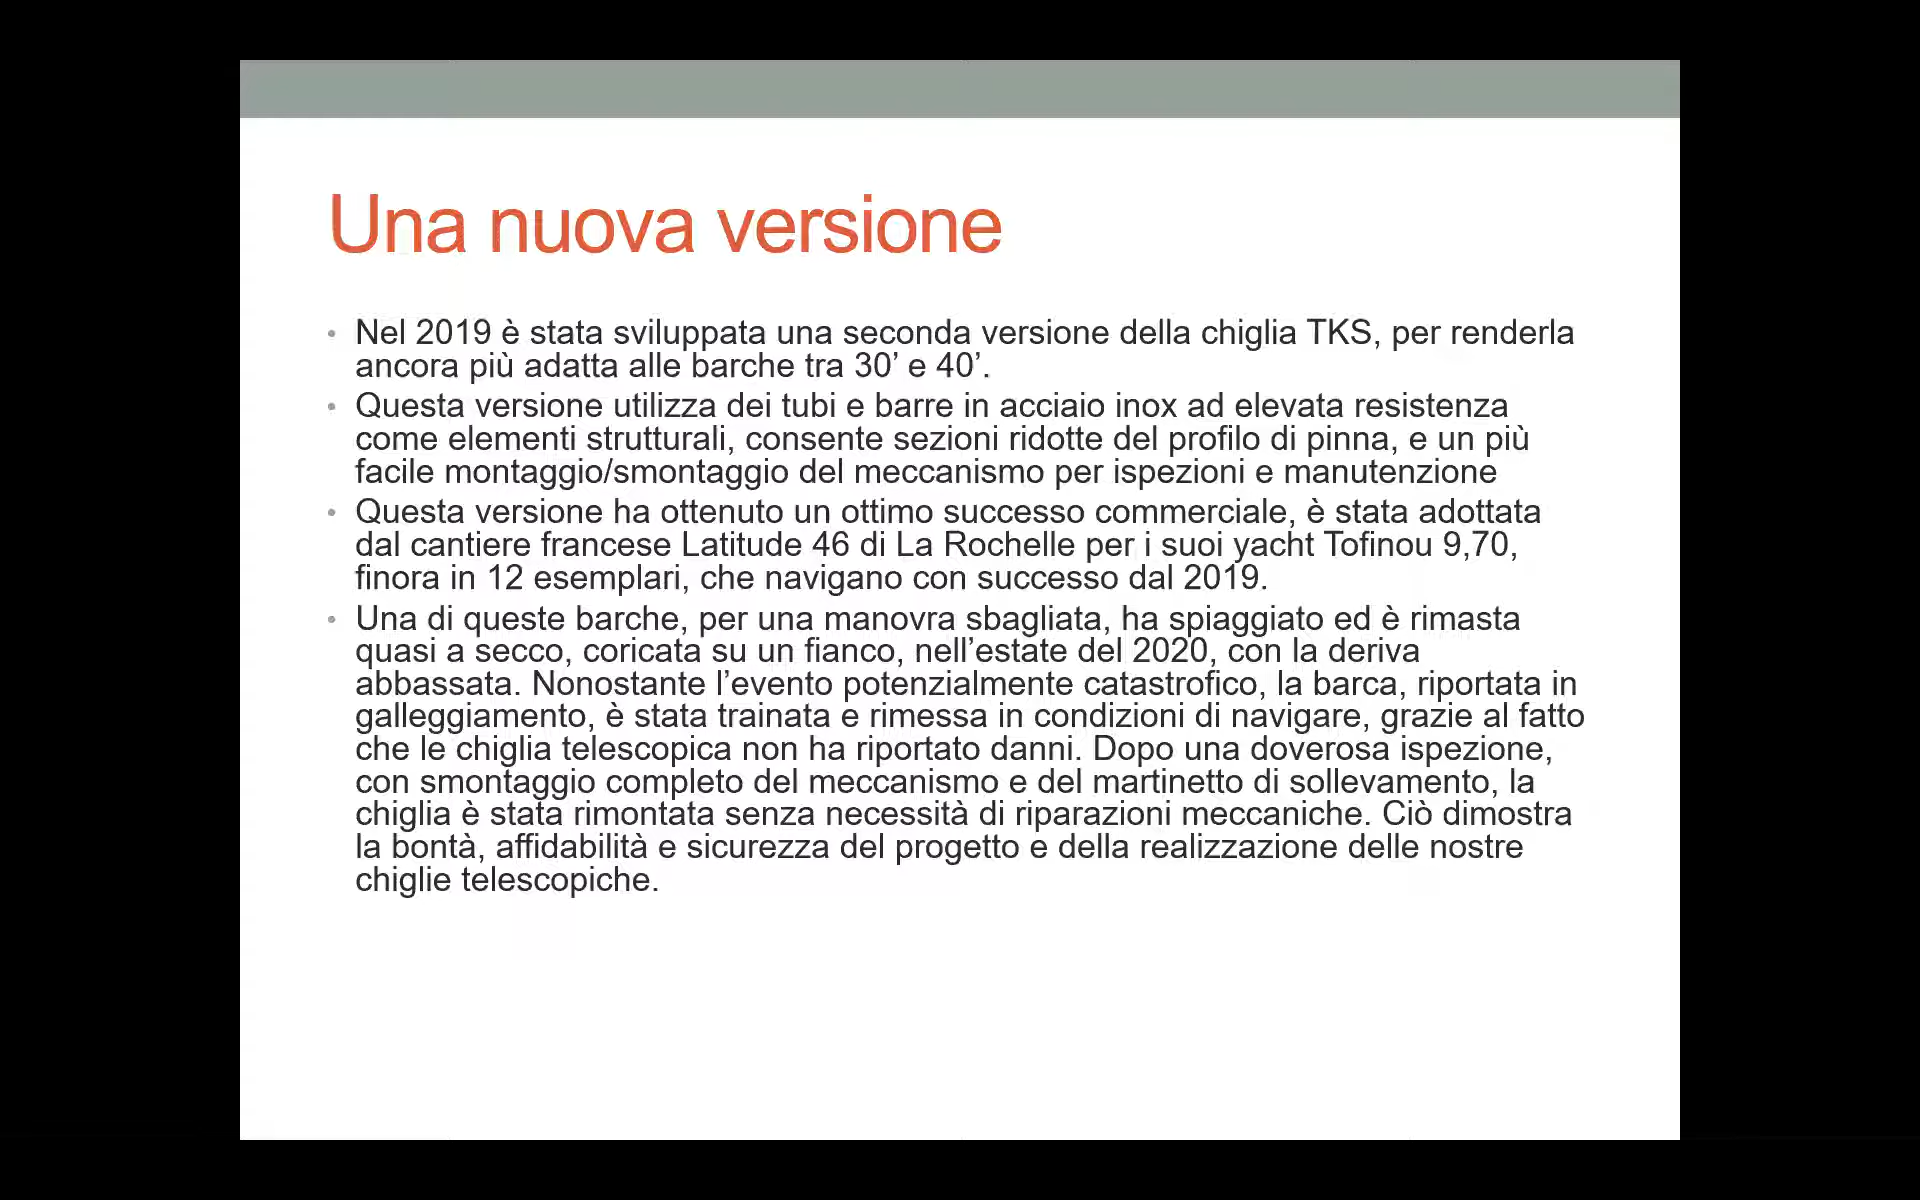 Una nuova versione
• Nel 2019 è stata sviluppata una seconda versione della chiglia TKS, per renderla
ancora più adatta alle barche tra 30’ e 40’.
• Questa versione utilizza dei tubi e barre in acciaio inox ad elevata resistenza
come elementi strutturali, consente sezioni ridotte del profilo di pinna, e un più
facile montaggio/smontaggio del meccanismo per ispezioni e manutenzione
• Questa versione ha ottenuto un ottimo successo commerciale, è stata adottata
dal cantiere francese Latitude 46 di La Rochelle per i suoi yacht Tofinou 9,70,
finora in 12 esemplari, che navigano con successo dal 2019.
• Una di queste barche, per una manovra sbagliata, ha spiaggiato ed è rimasta
quasi a secco, coricata su un fianco, nell’estate del 2020, con la deriva
abbassata. Nonostante l’evento potenzialmente catastrofico, la barca, riportata in
galleggiamento, è stata trainata e rimessa in condizioni di navigare, grazie al fatto
che le chiglia telescopica non ha riportato danni. Dopo una doverosa ispezione,
con smontaggio completo del meccanismo e del martinetto di sollevamento, la
chiglia è stata rimontata senza necessità di riparazioni meccaniche. Ciò dimostra
la bontà, affidabilità e sicurezza del progetto e della realizzazione delle nostre
chiglie telescopiche.